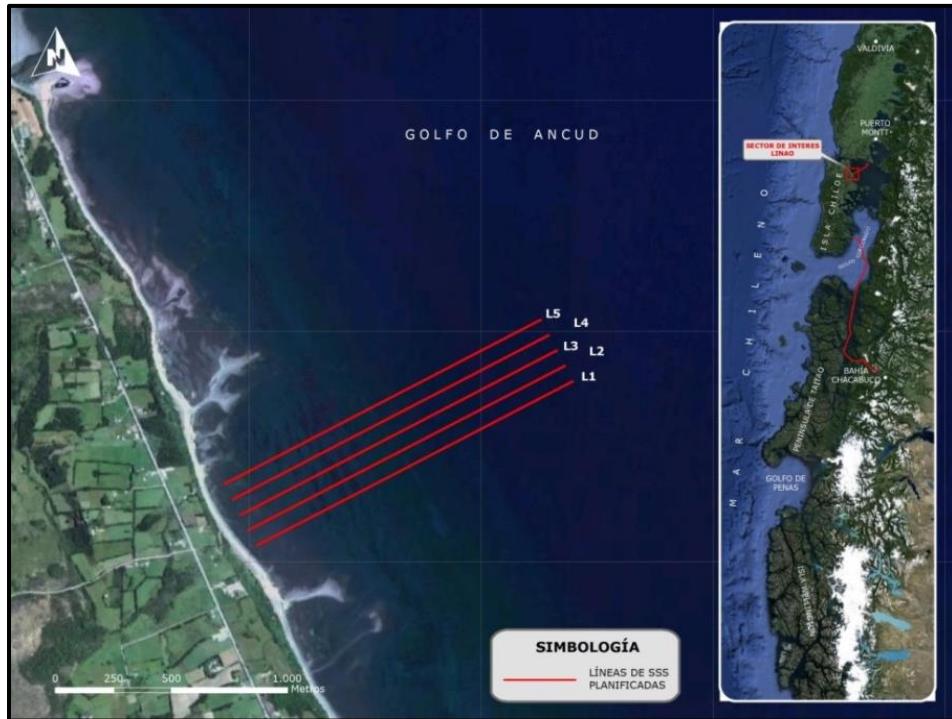 N
GOLFO DE ANCUD
L5
L4
L3
L2
L1
0 250 500 1.000
Metros
SIMBOLOGÍA
LÍNEAS DE SSS
PLANIFICADAS
VALDIVIA
PUERTO
MONTT
SECTOR DE INTERES
LINAO
ISLA CHILOE
MAR CHILENO
BAHÍA
CHACABUCO
PENINSULA TAITAO
GOLFO DE
PENAS